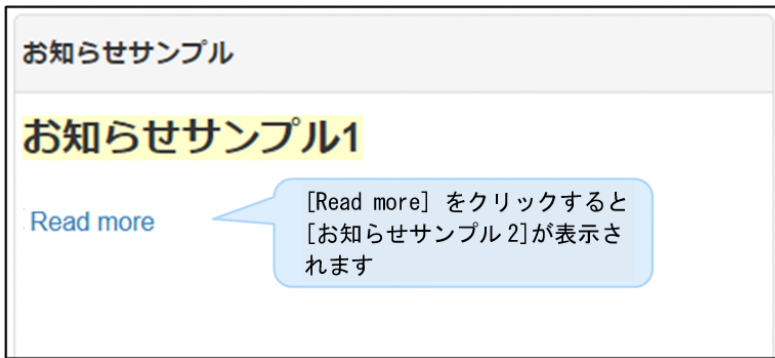 お知らせサンプル
お知らせサンプル1
Read more
[Read more] をクリックすると
[お知らせサンプル2]が表示さ
れます